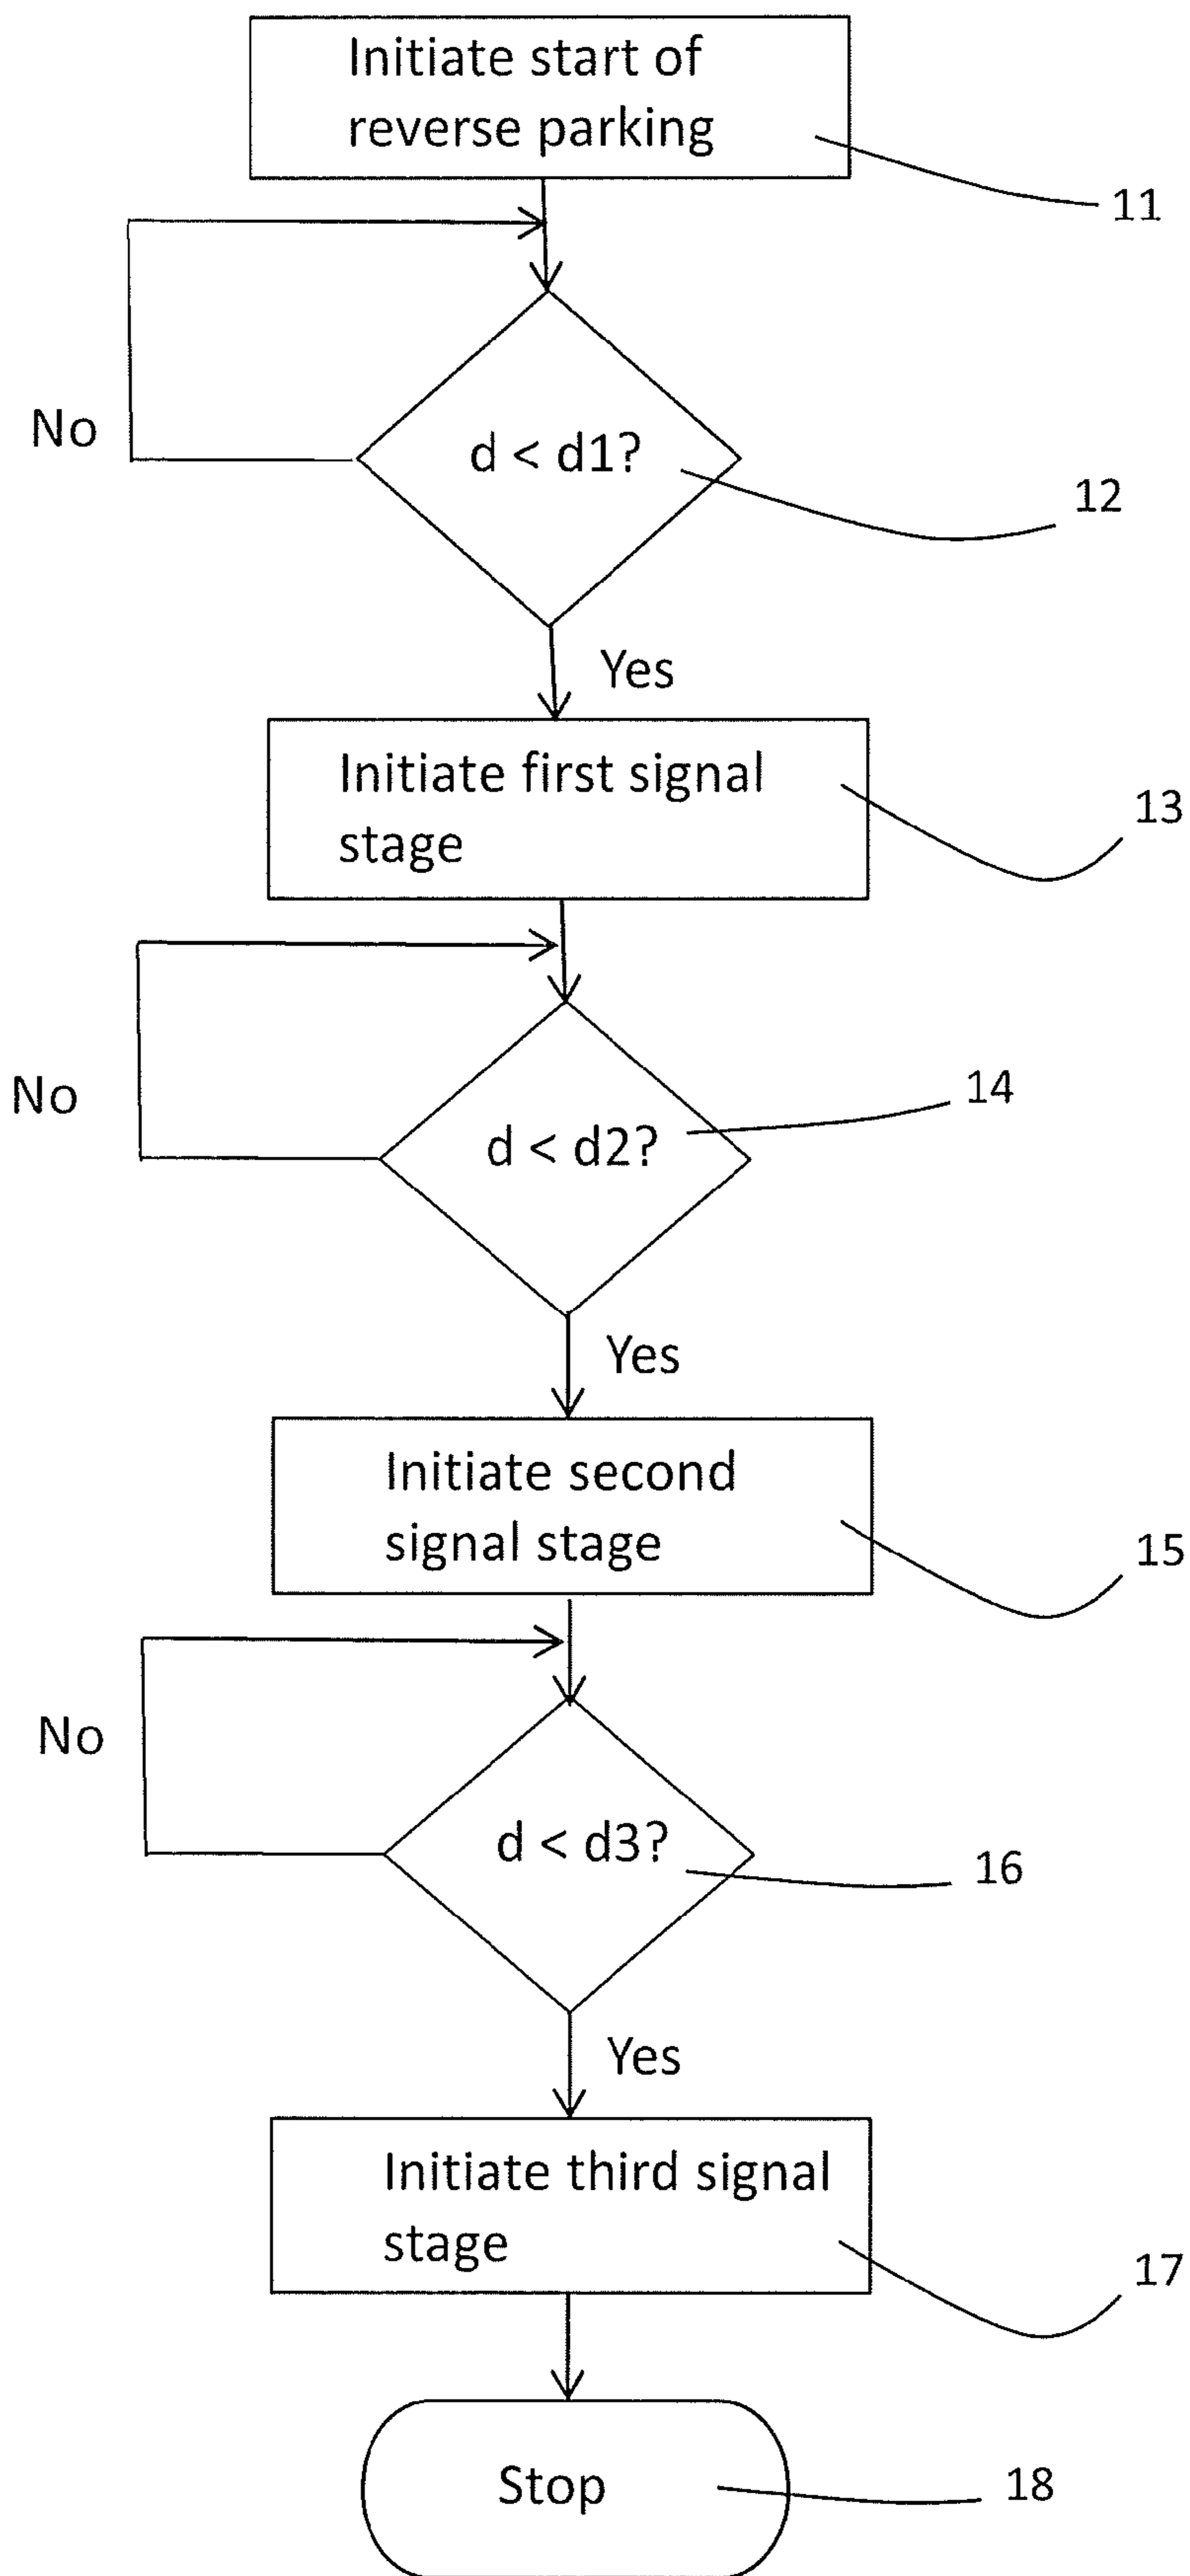 Initiate start of
reverse parking
11
No
d < d1?
12
Yes
Initiate first signal
stage
13
No
d < d2?
14
Yes
Initiate second
signal stage
15
No
d < d3?
16
Yes
Initiate third signal
stage
17
Stop
18